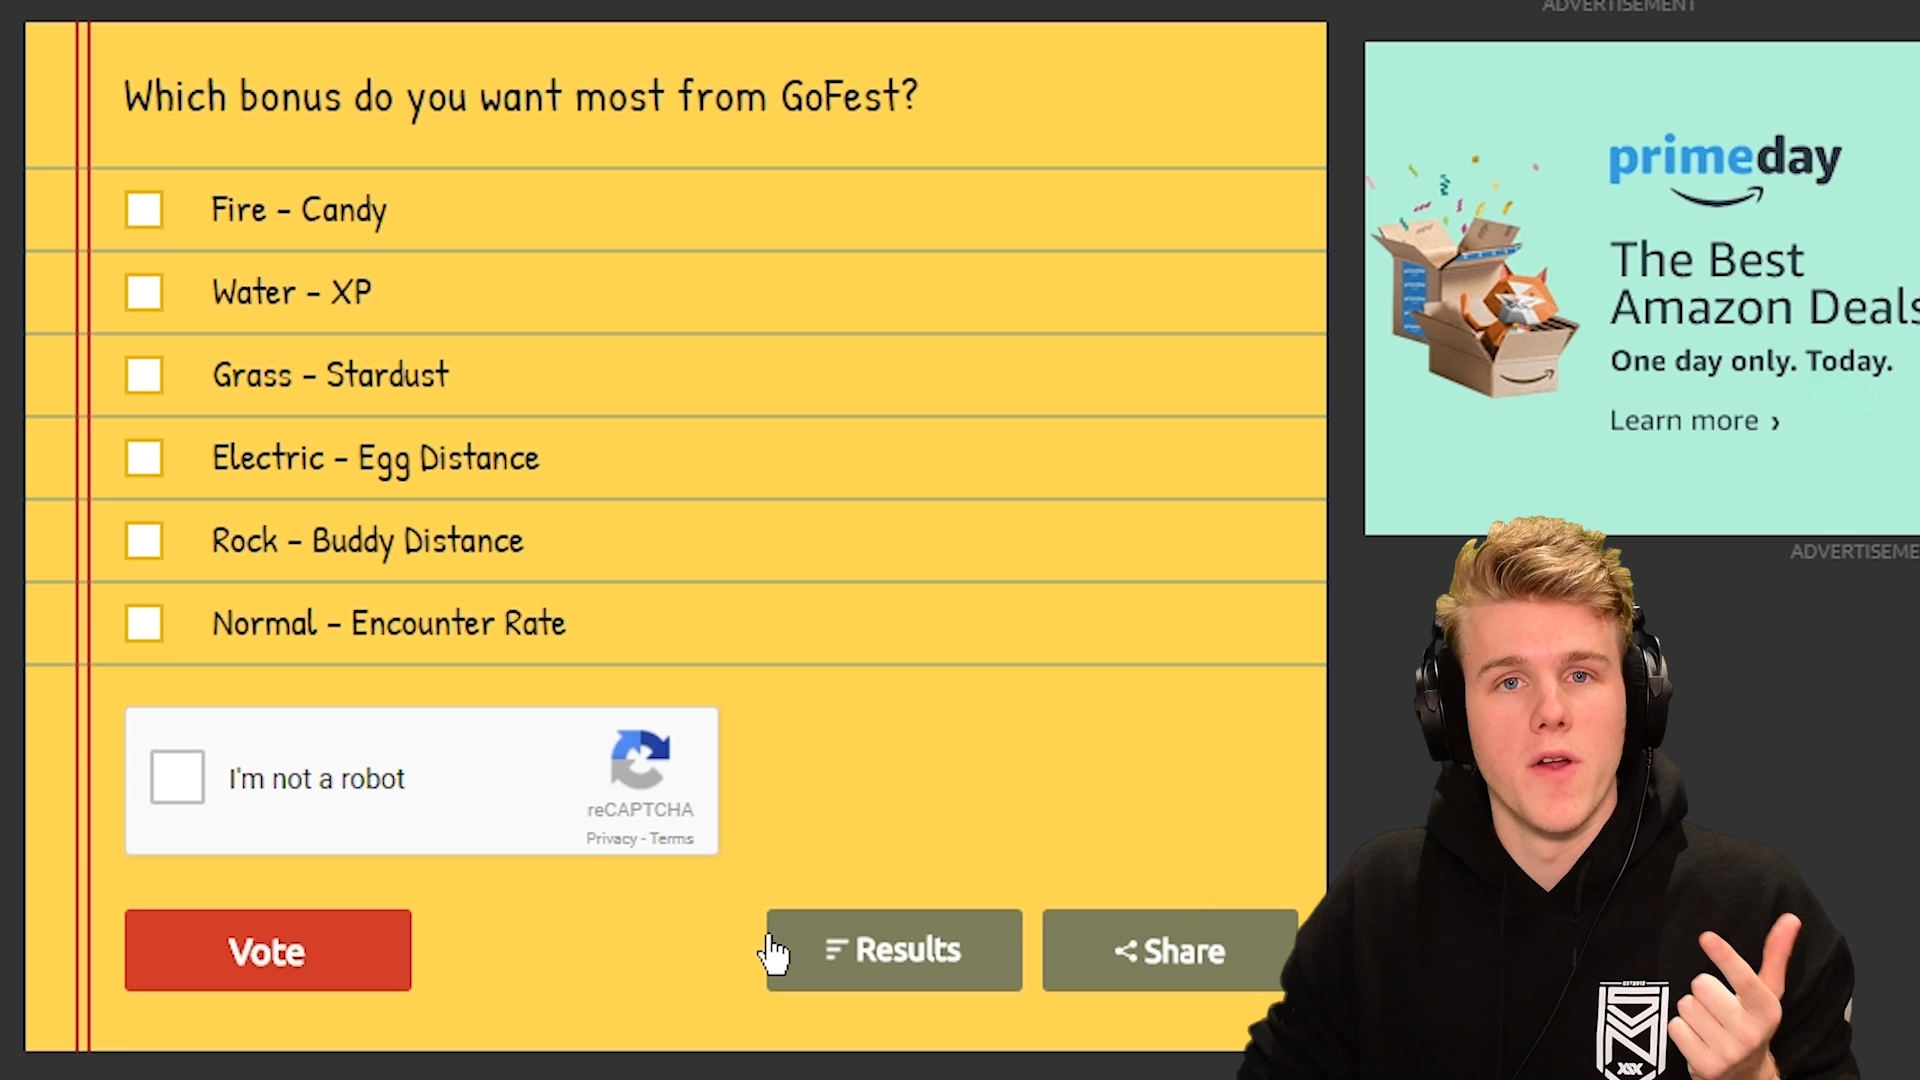 ADVERTISEMENT
Which bonus do you want most from GoFest?
Fire - Candy
Water - XP
Grass - Stardust
Electric - Egg Distance
Rock - Buddy Distance
Normal - Encounter Rate
I'm not a robot
reCAPTCHA
Privacy - Terms
Vote
Results
Share
primeday
The Best
Amazon Deals
One day only. Today.
Learn more ›
ADVERTISEME
XIX